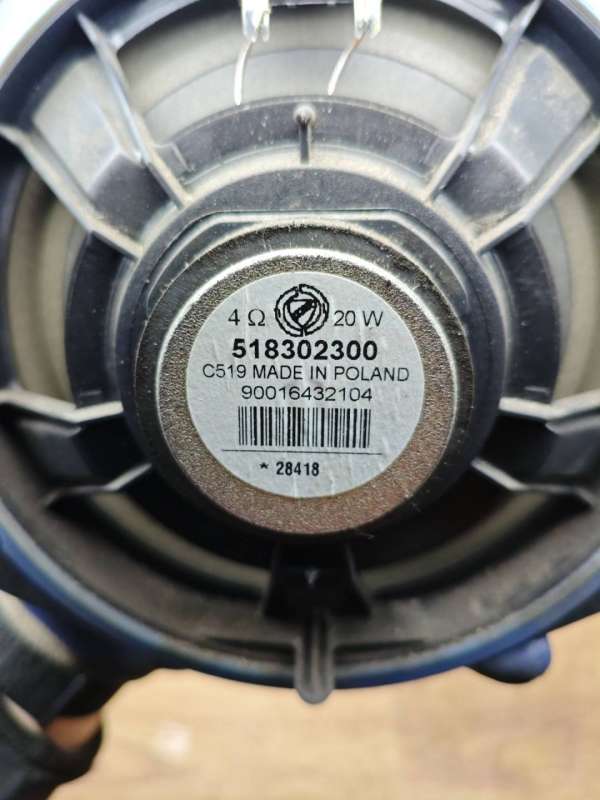 4 Ω 20 W
518302300
C519 MADE IN POLAND
90016432104
* 28418